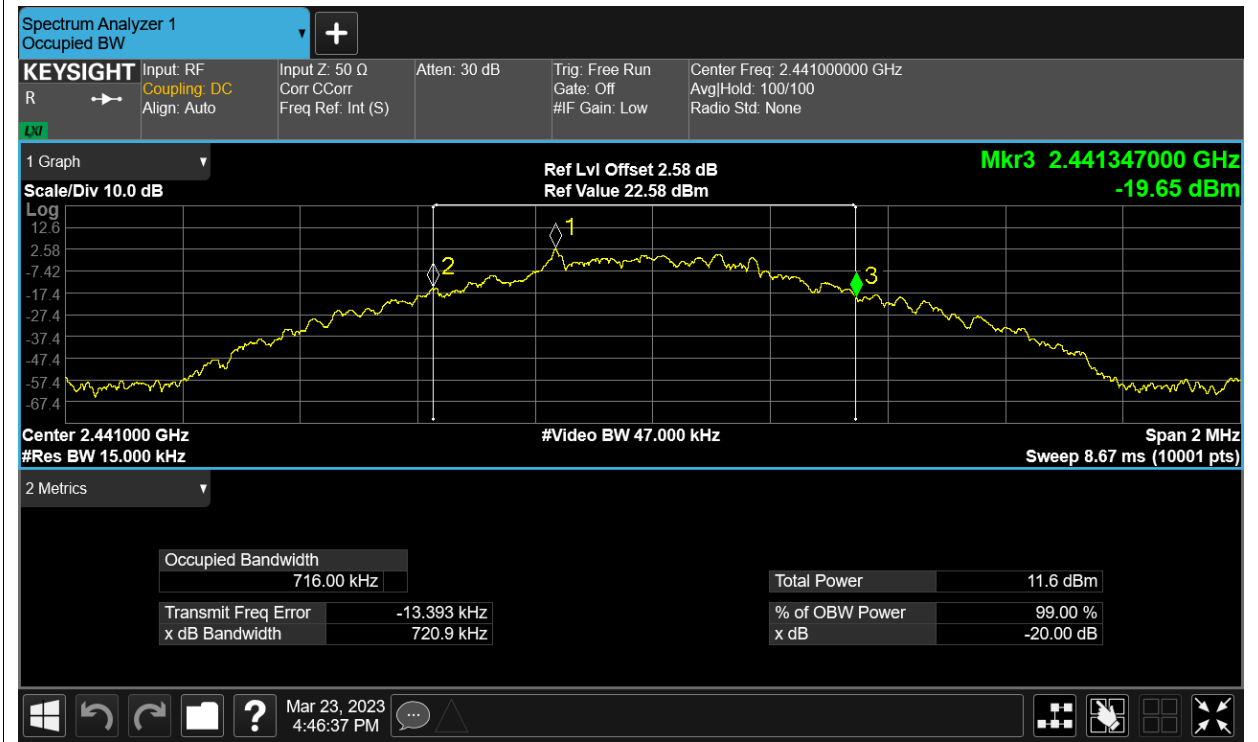 Spectrum Analyzer 1
Occupied BW
KEYSIGHT
R
LXI
Input: RF
Coupling: DC
Align: Auto
Input Z: 50 Ω
Corr CCorr
Freq Ref: Int (S)
Atten: 30 dB
Trig: Free Run
Gate: Off
#IF Gain: Low
Center Freq: 2.441000000 GHz
Avg|Hold: 100/100
Radio Std: None
1 Graph
Scale/Div 10.0 dB
Ref Lvl Offset 2.58 dB
Ref Value 22.58 dBm
Mkr3 2.441347000 GHz
-19.65 dBm
Log
12.6
2.58
-7.42
-17.4
-27.4
-37.4
-47.4
-57.4
-67.4
1
2
3
Center 2.441000 GHz
#Res BW 15.000 kHz
#Video BW 47.000 kHz
Span 2 MHz
Sweep 8.67 ms (10001 pts)
2 Metrics
Occupied Bandwidth
716.00 kHz
Transmit Freq Error -13.393 kHz
x dB Bandwidth 720.9 kHz
Total Power 11.6 dBm
% of OBW Power 99.00 %
x dB -20.00 dB
?
Mar 23, 2023
4:46:37 PM